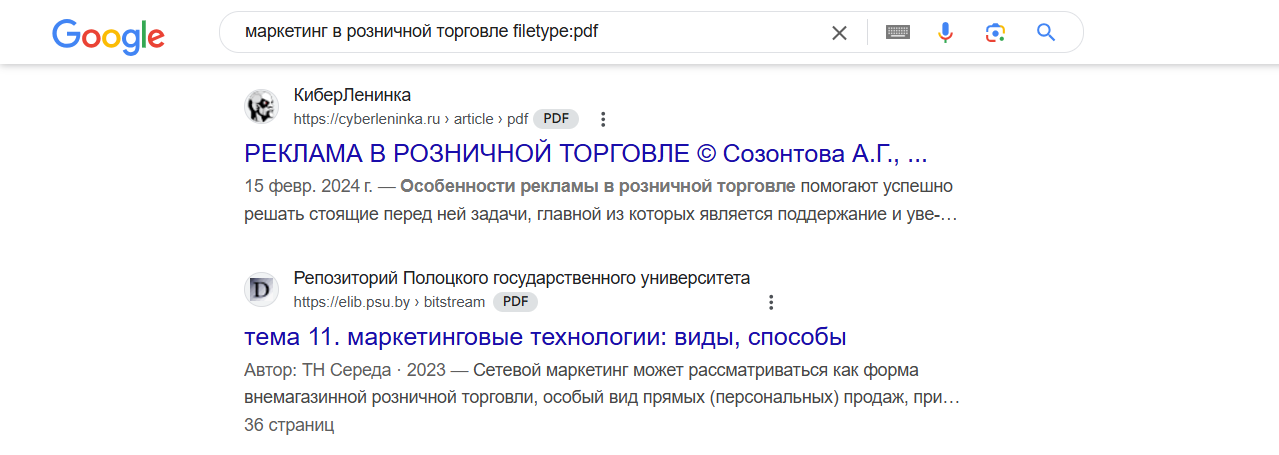 Google
маркетинг в розничной торговле filetype:pdf
КиберЛенинка
https://cyberleninka.ru › article › pdf PDF
РЕКЛАМА В РОЗНИЧНОЙ ТОРГОВЛЕ © Созонтова А.Г., ...
15 февр. 2024 г. — Особенности рекламы в розничной торговле помогают успешно
решать стоящие перед ней задачи, главной из которых является поддержание и уве-…
Репозиторий Полоцкого государственного университета
https://elib.psu.by › bitstream PDF
D
тема 11. маркетинговые технологии: виды, способы
Автор: ТН Середа · 2023 — Сетевой маркетинг может рассматриваться как форма
внемагазинной розничной торговли, особый вид прямых (персональных) продаж, при…
36 страниц